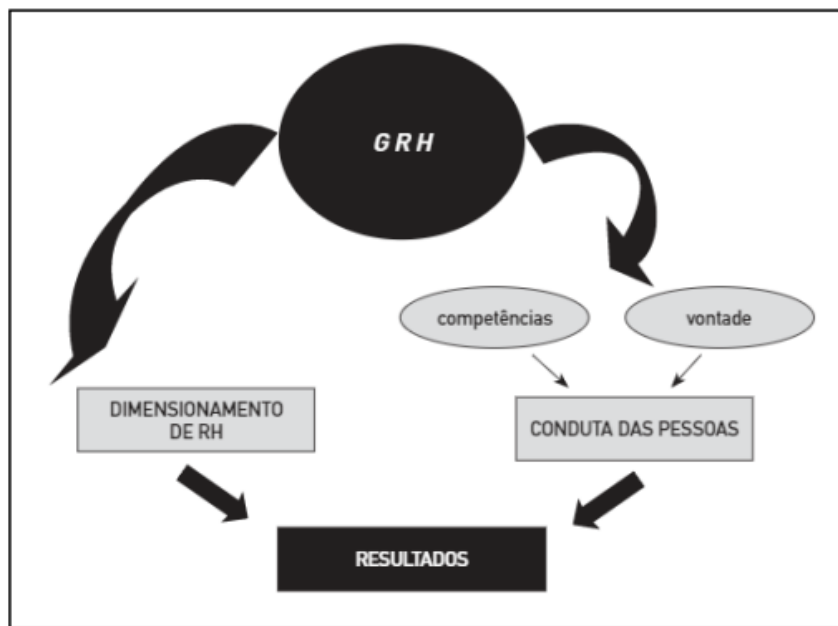 GRH
competências
vontade
DIMENSIONAMENTO
DE RH
CONDUTA DAS PESSOAS
RESULTADOS